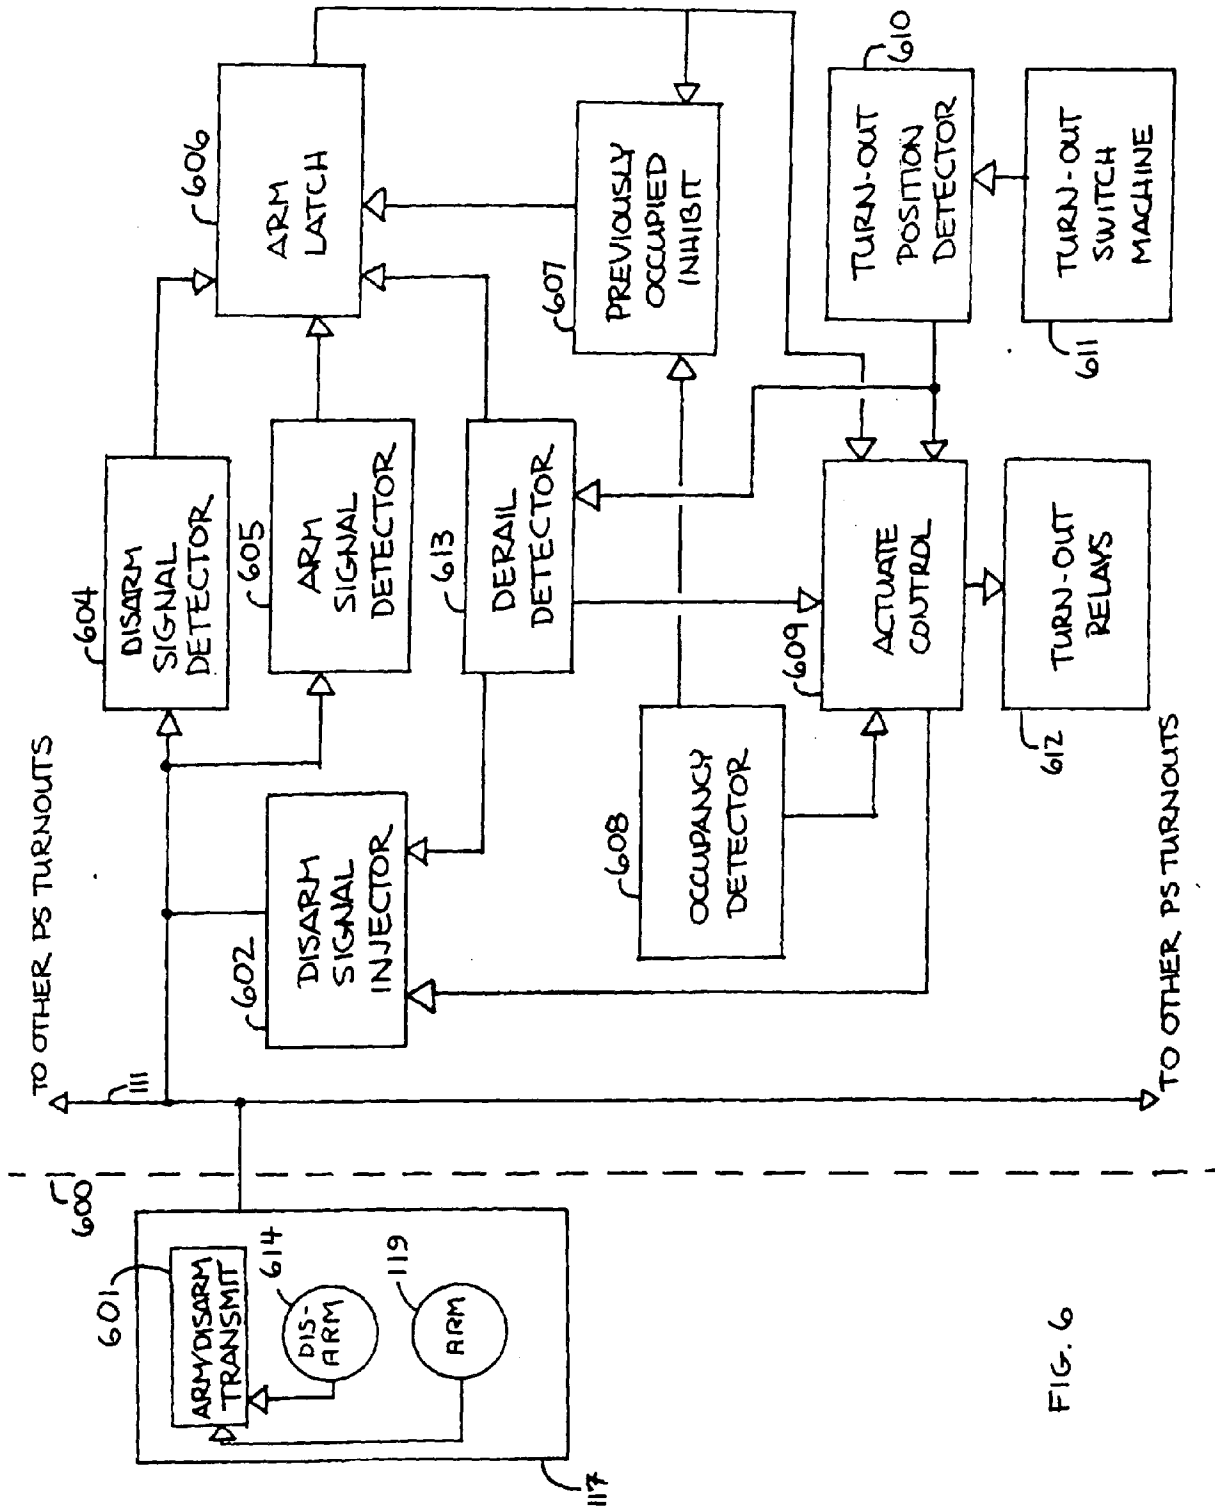 600
117
601
ARM/DISARM
TRANSMIT
614
DIS-
ARM
119
ARM
TO OTHER PS TURNOUTS
111
602
DISARM
SIGNAL
INJECTOR
604
DISARM
SIGNAL
DETECTOR
605
ARM
SIGNAL
DETECTOR
606
ARM
LATCH
613
DERAIL
DETECTOR
607
PREVIOUSLY
OCCUPIED
INHIBIT
608
OCCUPANCY
DETECTOR
609
ACTUATE
CONTROL
610
TURN-OUT
POSITION
DETECTOR
611
TURN-OUT
SWITCH
MACHINE
612
TURN-OUT
RELAYS
TO OTHER PS TURNOUTS
FIG. 6